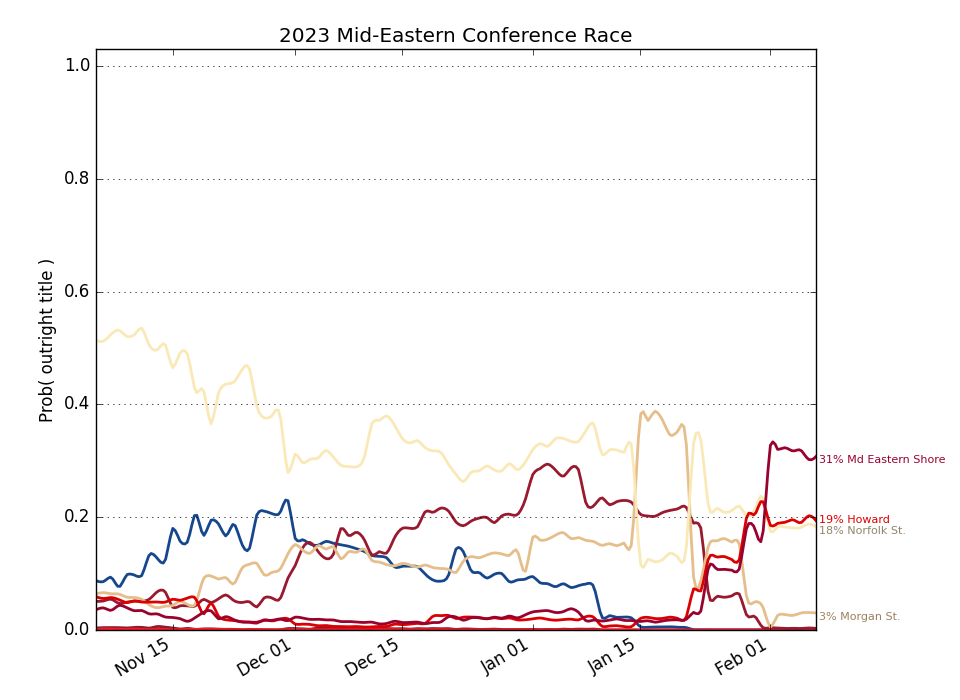 2023 Mid-Eastern Conference Race
1.0
0.8
0.6
0.4
0.2
0.0
Prob( outright title )
31% Md Eastern Shore
19% Howard
18% Norfolk St.
3% Morgan St.
Nov 15
Dec 01
Dec 15
Jan 01
Jan 15
Feb 01